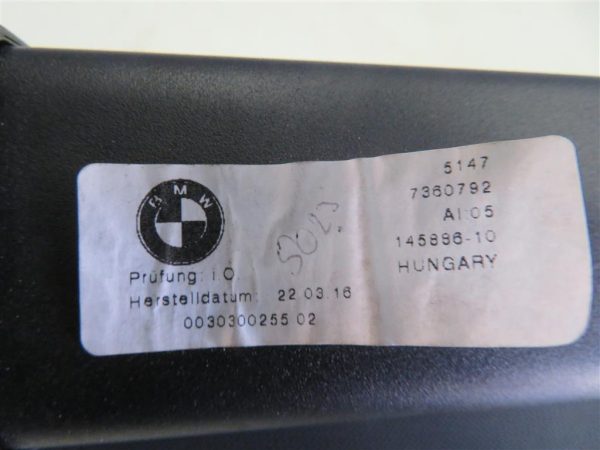 BMW
Prüfung: i.O.
Herstelldatum: 22.03.16
0030300255 02
5147
7360792
AI:05
145896-10
HUNGARY